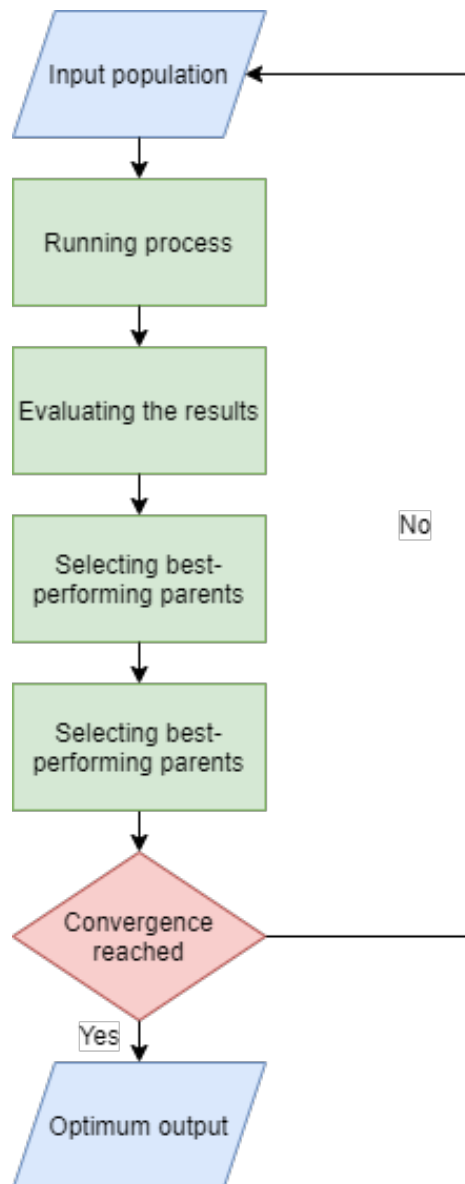 Input population
Running process
Evaluating the results
Selecting best-
performing parents
No
Selecting best-
performing parents
Convergence
reached
Yes
Optimum output